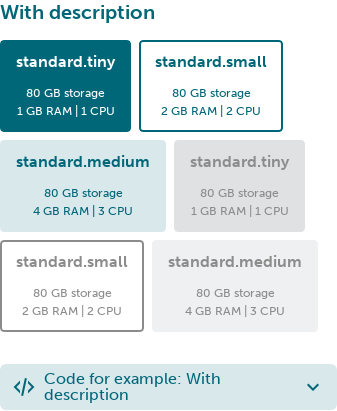 With description
standard.tiny
80 GB storage
1 GB RAM | 1 CPU
standard.small
80 GB storage
2 GB RAM | 2 CPU
standard.medium
80 GB storage
4 GB RAM | 3 CPU
standard.tiny
80 GB storage
1 GB RAM | 1 CPU
standard.small
80 GB storage
2 GB RAM | 2 CPU
standard.medium
80 GB storage
4 GB RAM | 3 CPU
Code for example: With
description